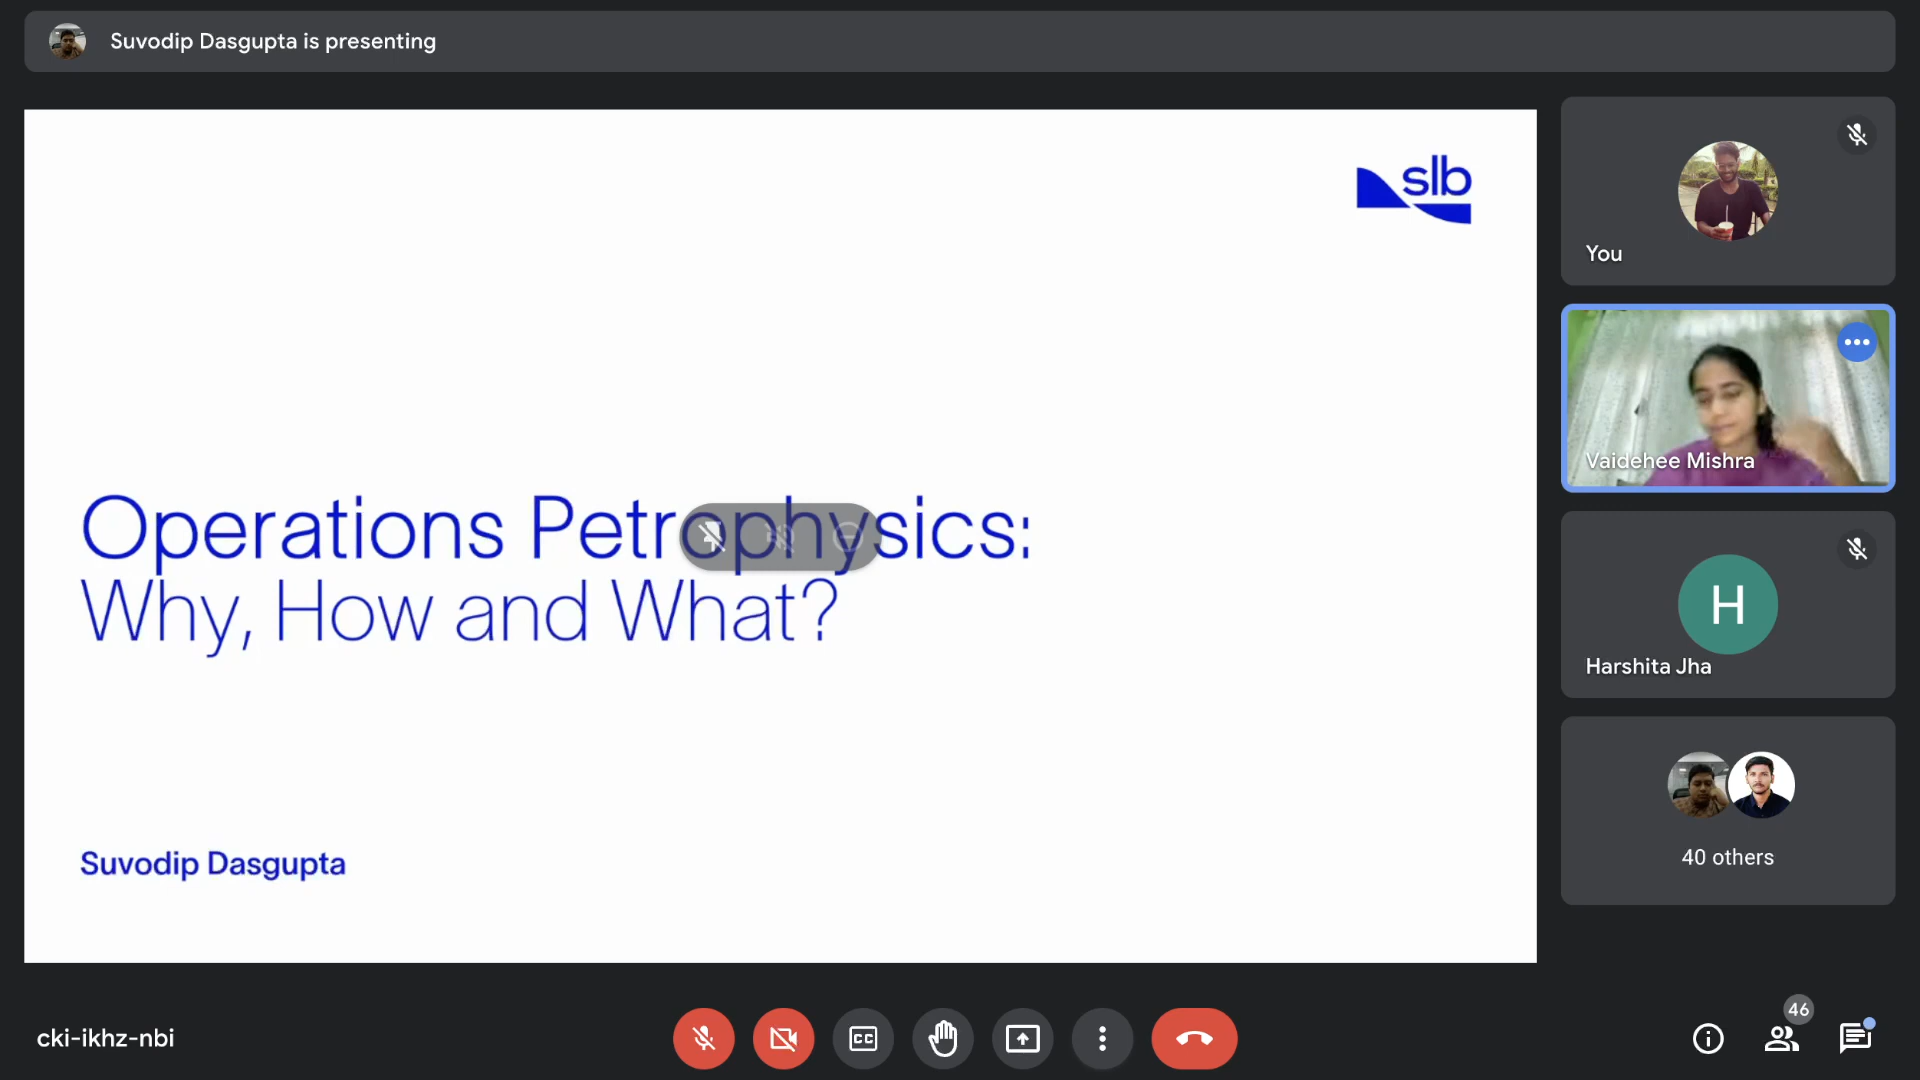 Suvodip Dasgupta is presenting
slb
Operations Petrophysics:
Why, How and What?
Suvodip Dasgupta
You
Vaidehee Mishra
H
Harshita Jha
40 others
cki-ikhz-nbi
CC
46